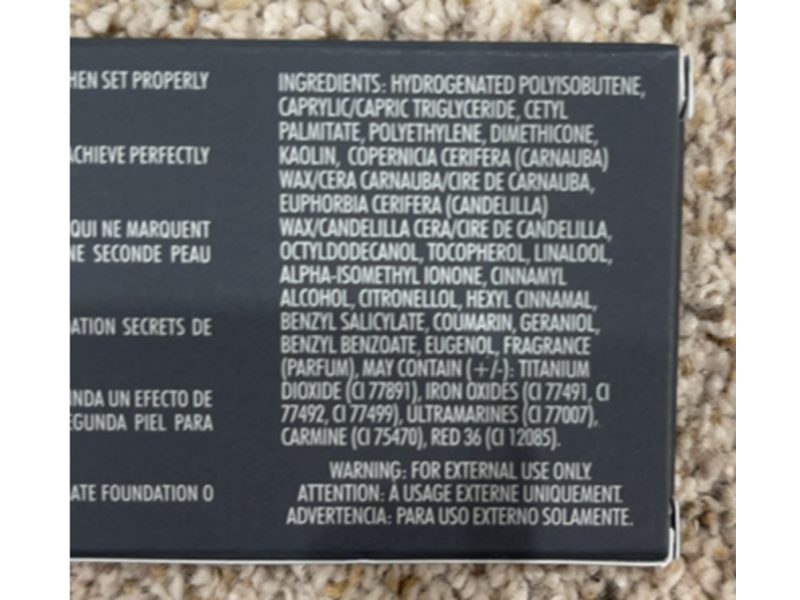 HEN SET PROPERLY
CHIEVE PERFECTLY
QUI NE MARQUENT
NE SECONDE PEAU
ATION SECRETS DE
NDA UN EFECTO DE
EGUNDA PIEL PARA
ATE FOUNDATION O
INGREDIENTS: HYDROGENATED POLYISOBUTENE,
CAPRYLIC/CAPRIC TRIGLYCERIDE, CETYL
PALMITATE, POLYETHYLENE, DIMETHICONE,
KAOLIN, COPERNICIA CERIFERA (CARNAUBA)
WAX/CERA CARNAUBA/CIRE DE CARNAUBA,
EUPHORBIA CERIFERA (CANDELILLA)
WAX/CANDELILLA CERA/CIRE DE CANDELILLA,
OCTYLDODECANOL, TOCOPHEROL, LINALOOL,
ALPHA-ISOMETHYL IONONE, CINNAMYL
ALCOHOL, CITRONELLOL, HEXYL CINNAMAL,
BENZYL SALICYLATE, COUMARIN, GERANIOL,
BENZYL BENZOATE, EUGENOL, FRAGRANCE
(PARFUM), MAY CONTAIN (+/-): TITANIUM
DIOXIDE (CI 77891), IRON OXIDES (CI 77491, CI
77492, CI 77499), ULTRAMARINES (CI 77007),
CARMINE (CI 75470), RED 36 (CI 12085).
WARNING: FOR EXTERNAL USE ONLY.
ATTENTION: À USAGE EXTERNE UNIQUEMENT.
ADVERTENCIA: PARA USO EXTERNO SOLAMENTE.